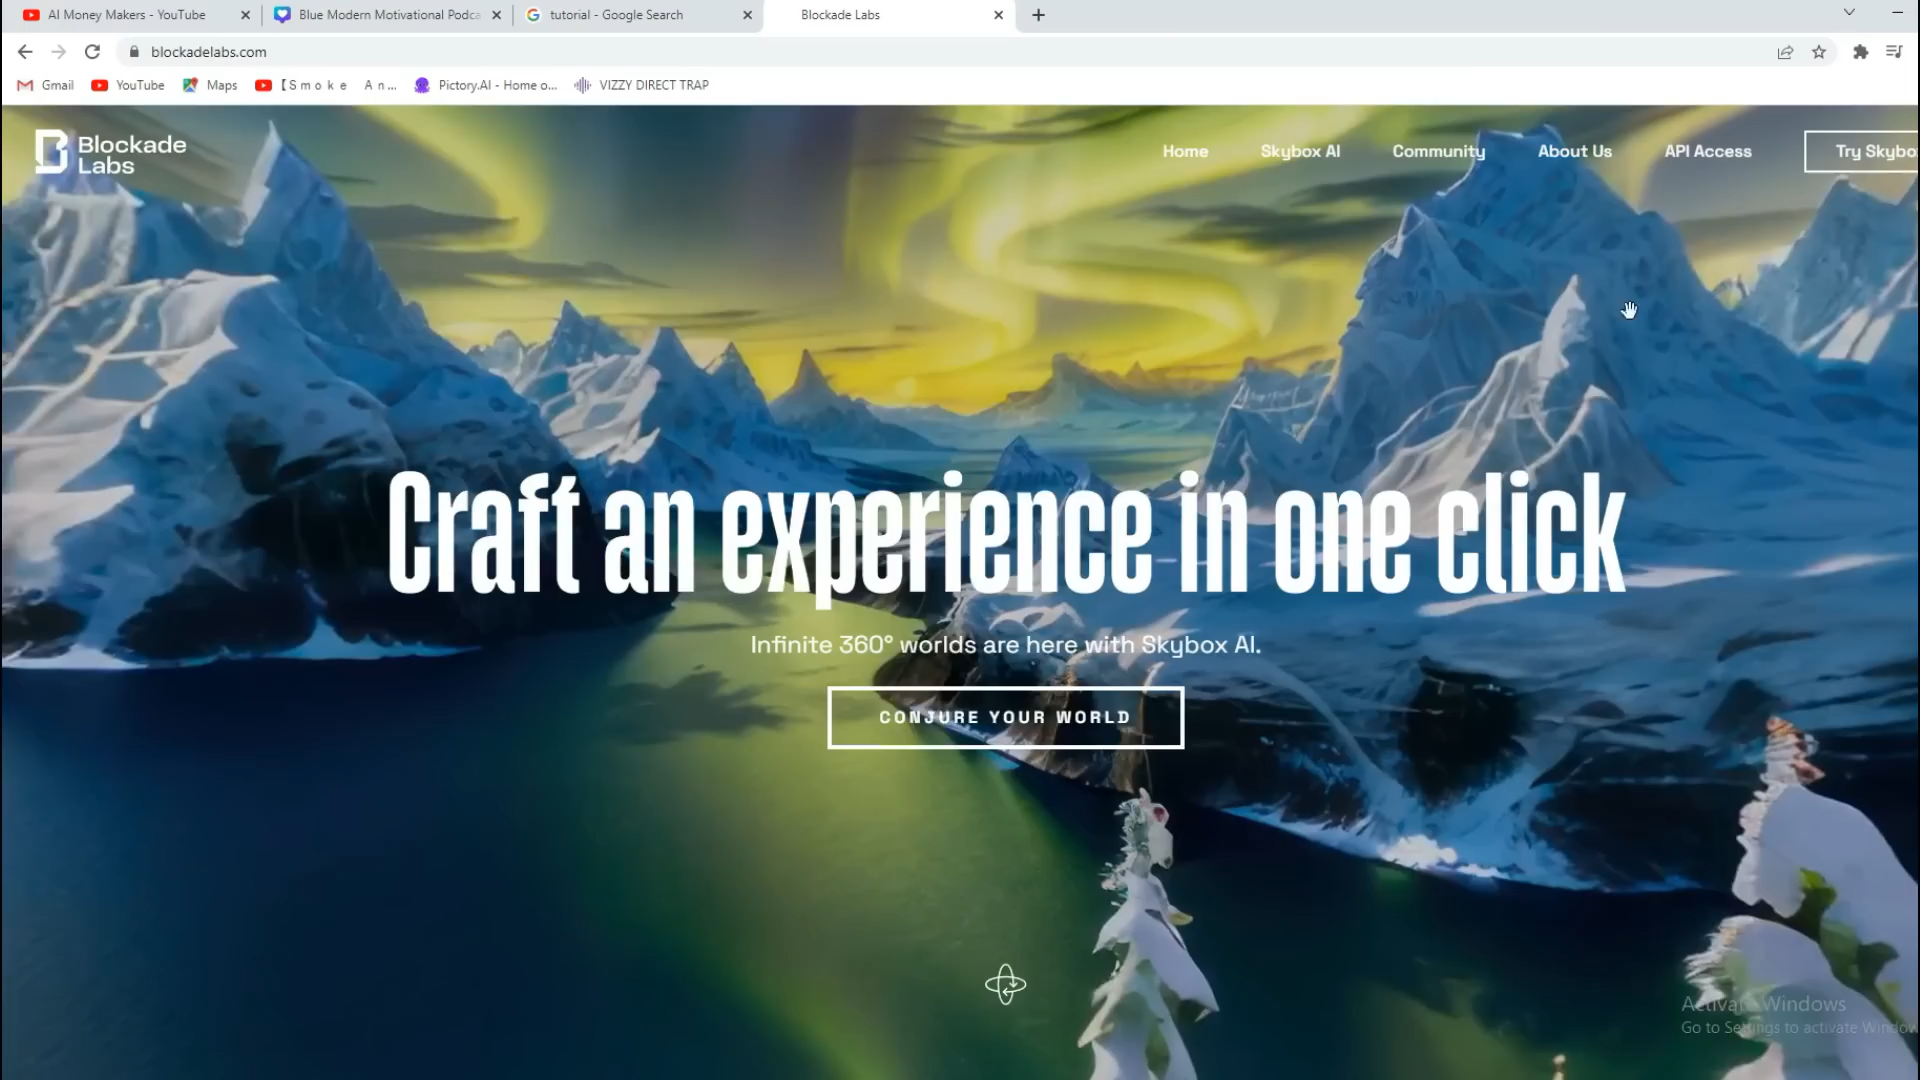 AI Money Makers - YouTube
Blue Modern Motivational Podca
tutorial - Google Search
Blockade Labs
blockadelabs.com
Gmail
YouTube
Maps
【S m o k e A n...
Pictory.AI - Home o...
VIZZY DIRECT TRAP
Blockade
Labs
Home
Skybox AI
Community
About Us
API Access
Try Skybo
Craft an experience in one click
Infinite 360° worlds are here with Skybox AI.
CONJURE YOUR WORLD
Activate Windows
Go to Settings to activate Window